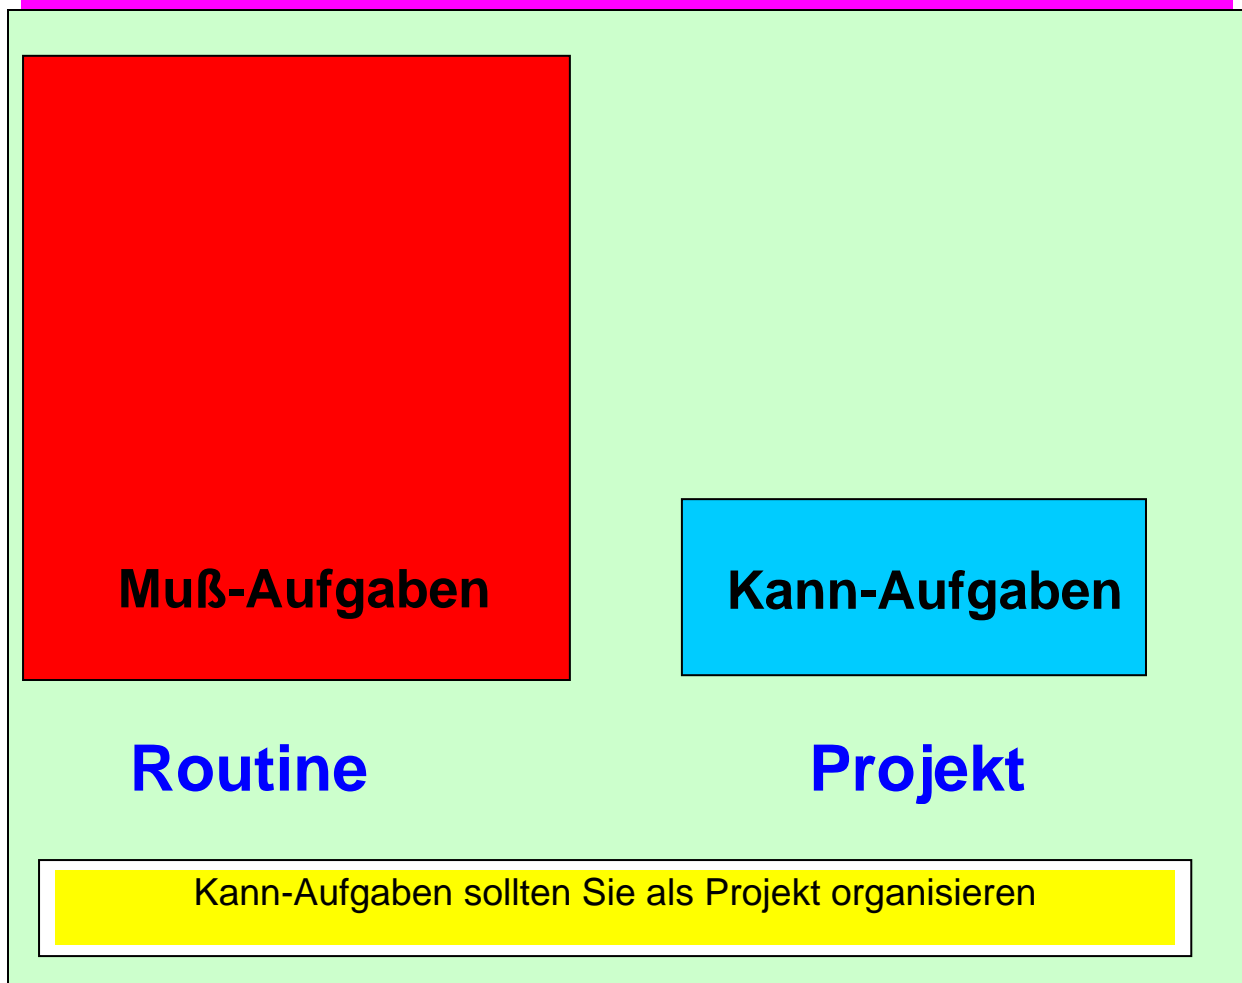 Muß-Aufgaben
Kann-Aufgaben
Routine
Projekt
Kann-Aufgaben sollten Sie als Projekt organisieren